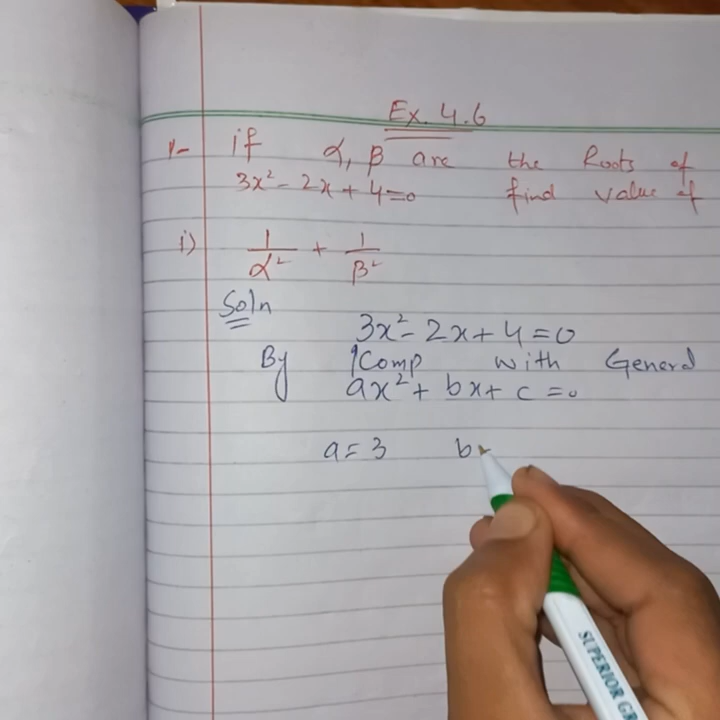 Ex. 4.6
1- if α, β are the Roots of
3x² - 2x + 4 = 0 find value of
i) 1/α² + 1/β²
Soln
3x² - 2x + 4 = 0
By Comp with General
ax² + bx + c = 0
a = 3 b
SUPERIOR GR